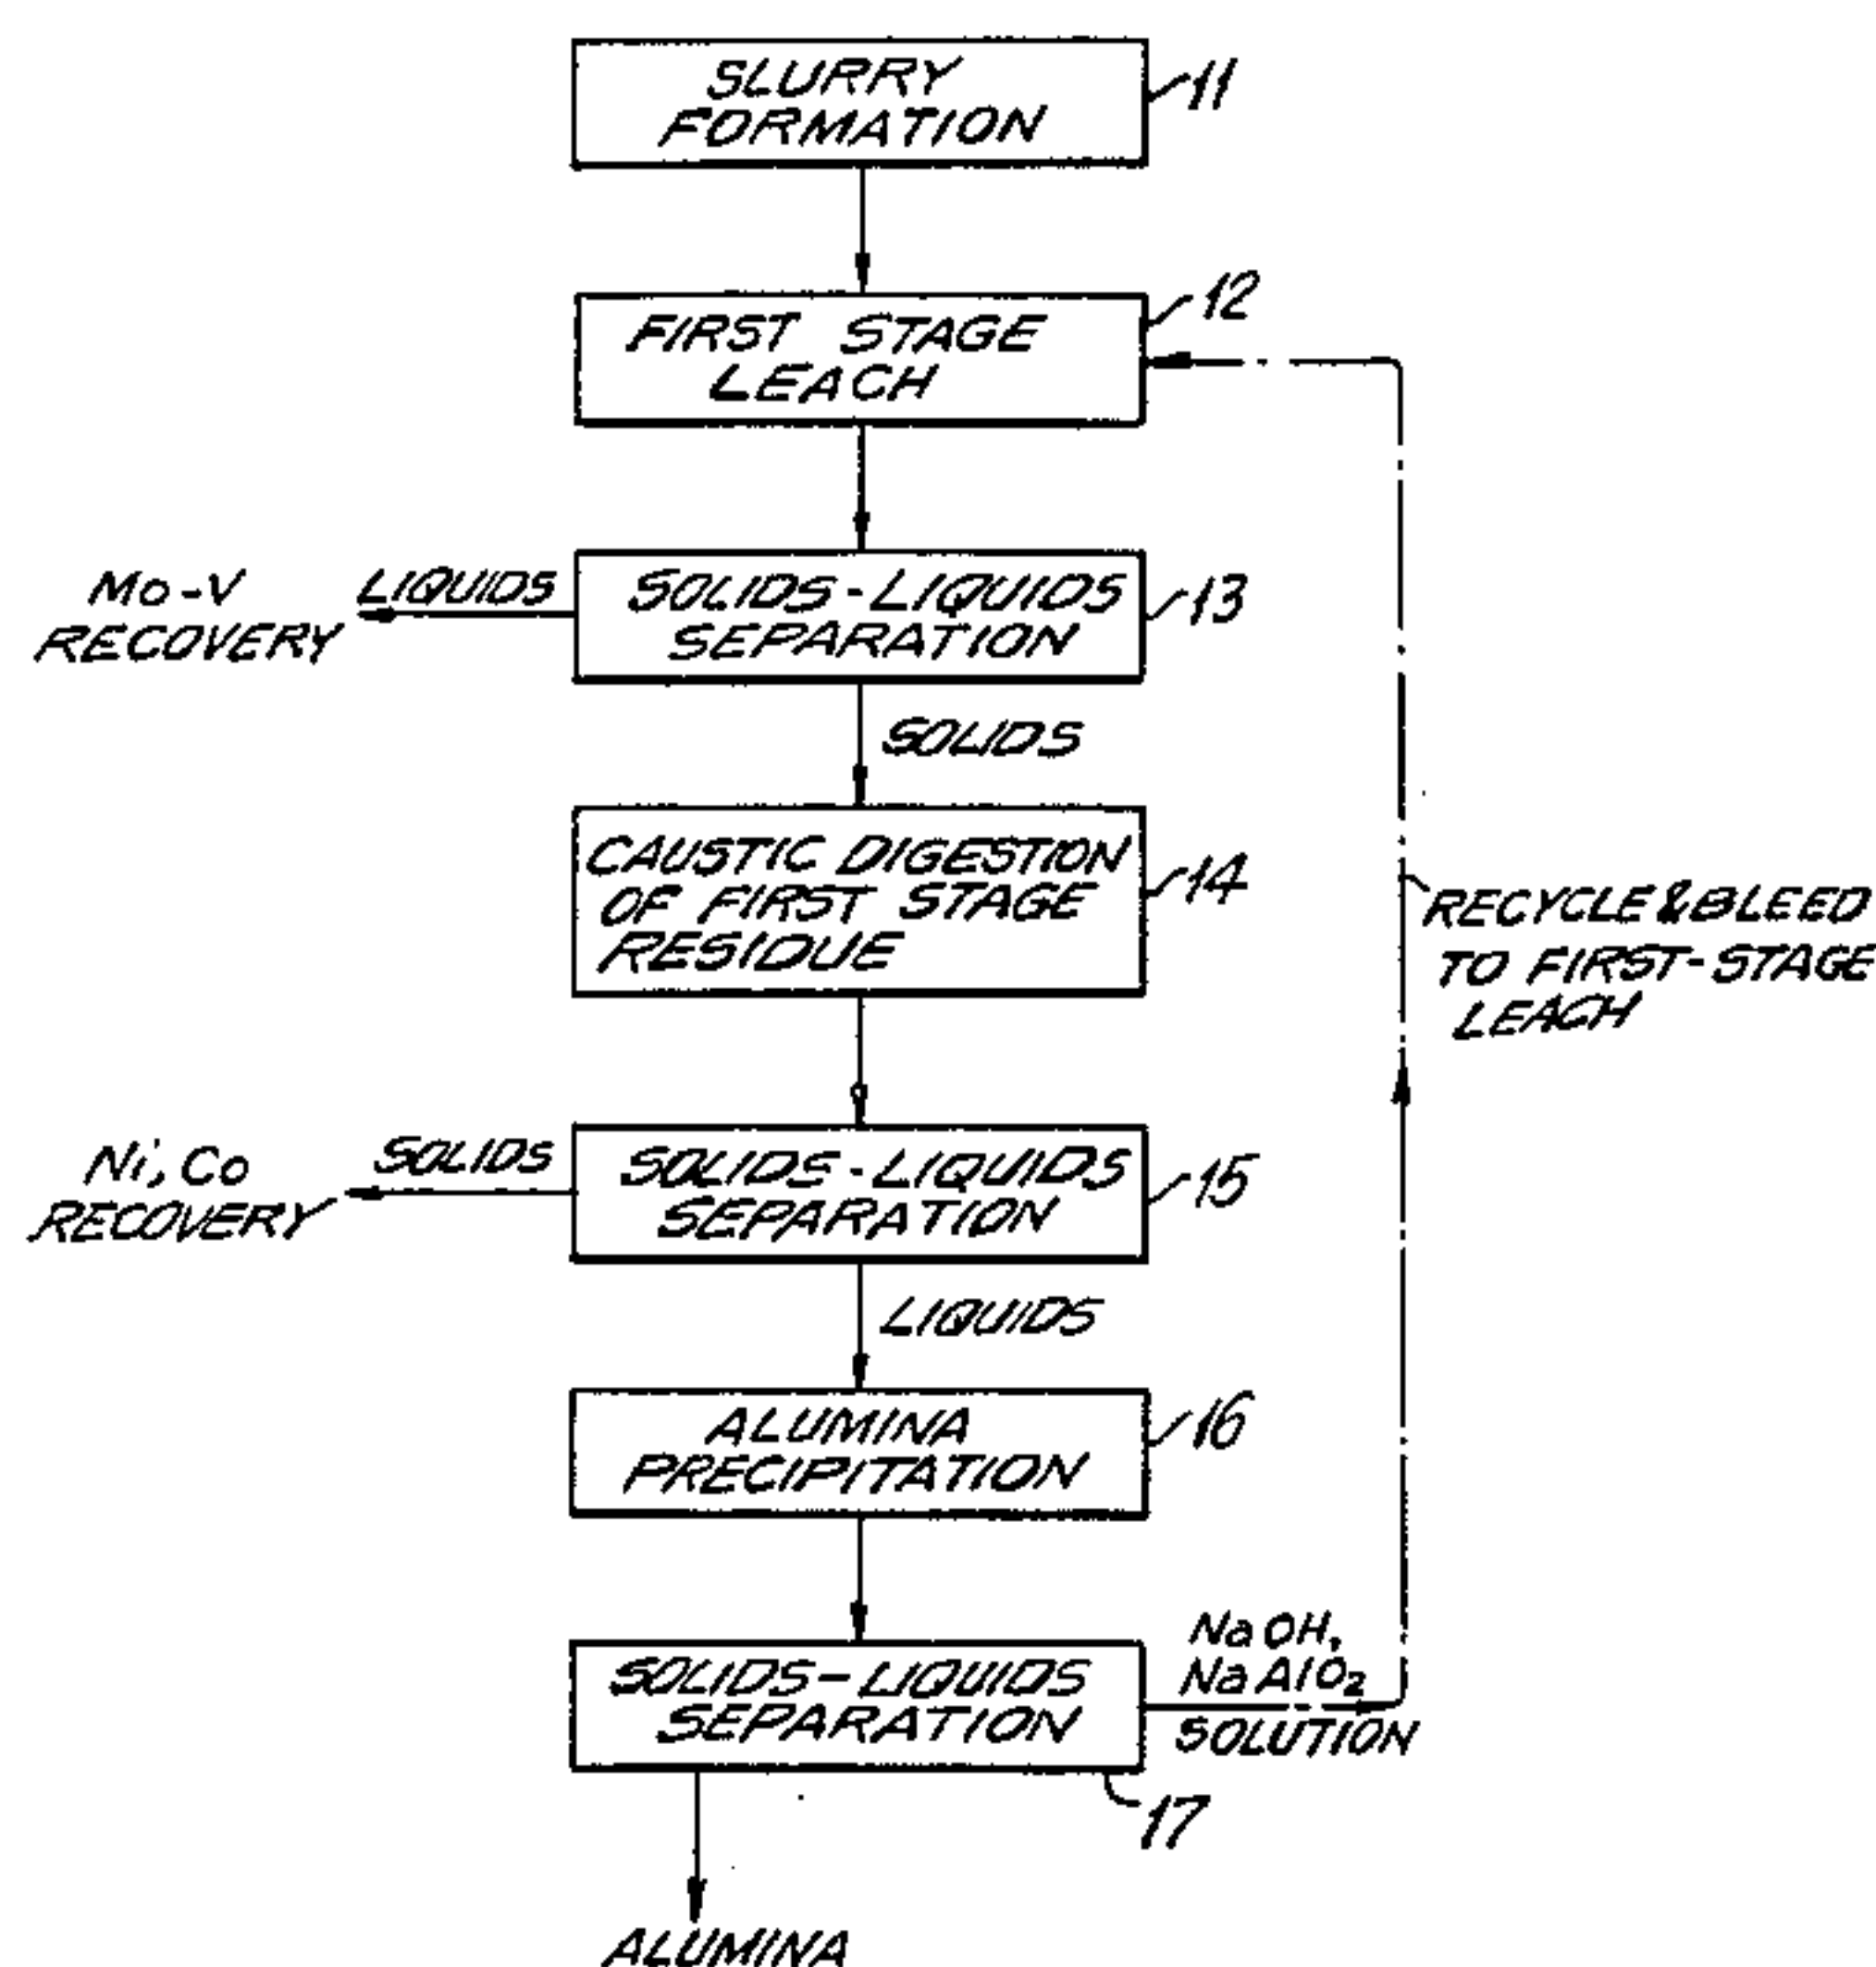 SLURRY
FORMATION
11
FIRST STAGE
LEACH
12
Mo-V
RECOVERY
LIQUIDS
SOLIDS-LIQUIDS
SEPARATION
13
SOLIDS
CAUSTIC DIGESTION
OF FIRST STAGE
RESIDUE
14
RECYCLE & BLEED
TO FIRST-STAGE
LEACH
Ni, Co
RECOVERY
SOLIDS
SOLIDS-LIQUIDS
SEPARATION
15
LIQUIDS
ALUMINA
PRECIPITATION
16
SOLIDS-LIQUIDS
SEPARATION
NaOH,
NaAlO2
SOLUTION
17
ALUMINA